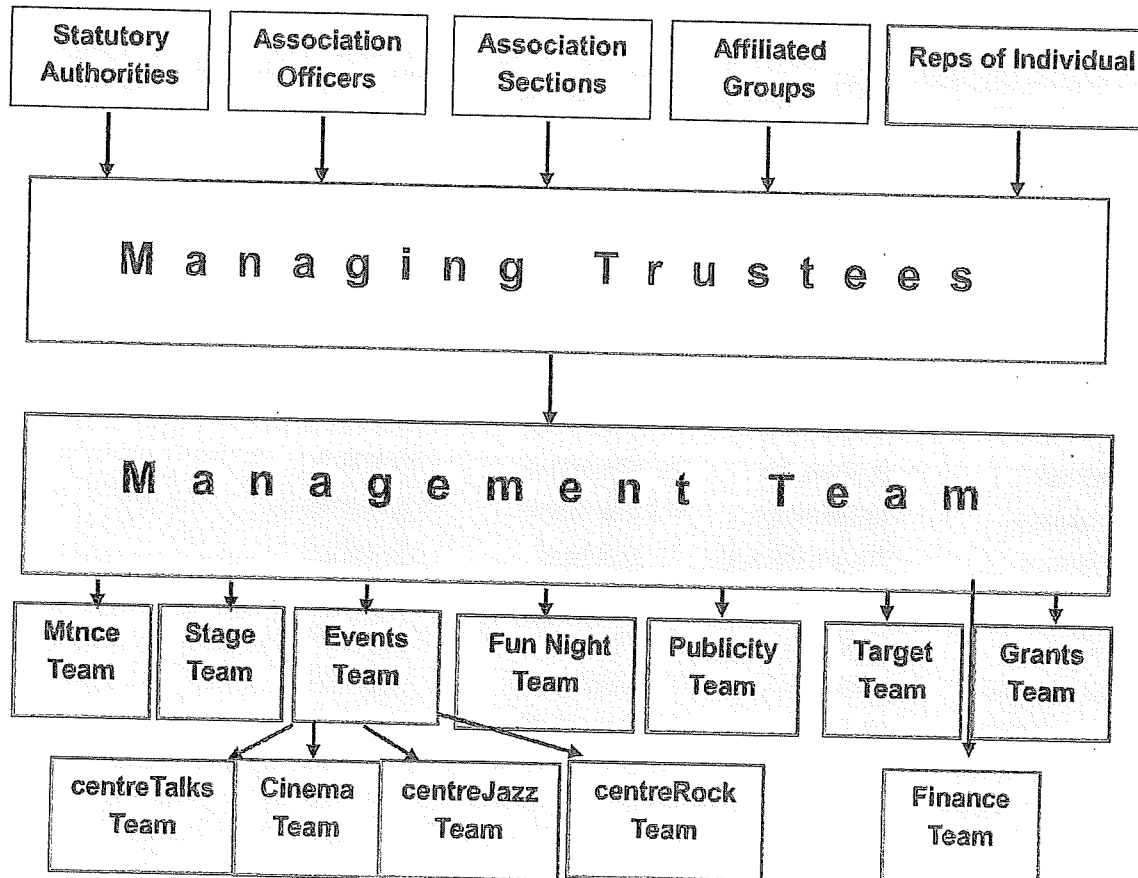 Statutory
Authorities
Association
Officers
Association
Sections
Affiliated
Groups
Reps of Individual
Managing Trustees
Management Team
Mtnce
Team
Stage
Team
Events
Team
Fun Night
Team
Publicity
Team
Target
Team
Grants
Team
centreTalks
Team
Cinema
Team
centreJazz
Team
centreRock
Team
Finance
Team